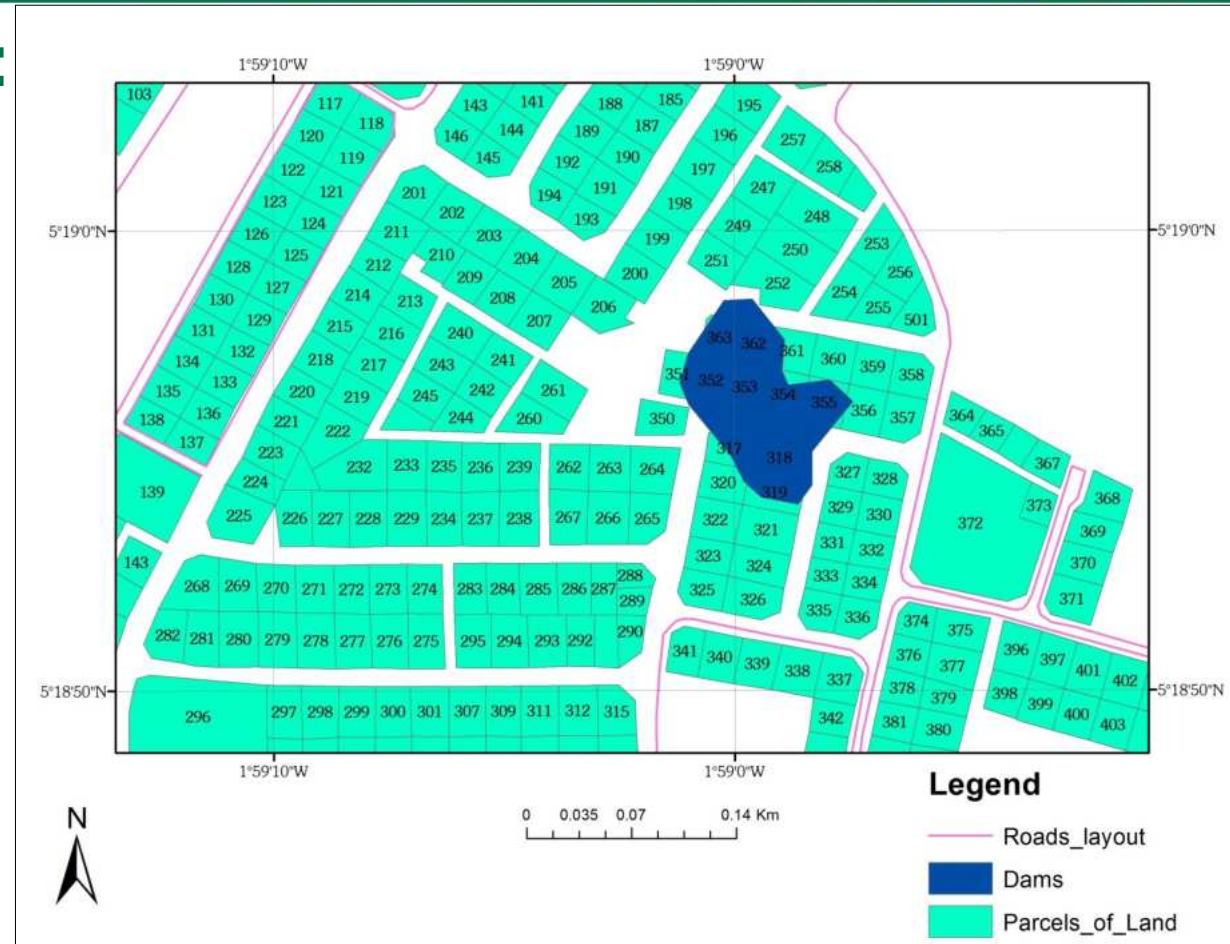 1°59'10"W 1°59'0"W
103 117 118 143 141 188 185 195
120 119 146 144 189 187 196 257
122 121 145 192 190 197 258
123 124 201 194 191 198 247 248
126 125 211 202 193 199 249 250 253
5°19'0"N 5°19'0"N
128 127 212 210 203 204 200 251 252 256
130 129 214 213 209 208 205 206 254 255 501
131 132 215 216 240 207 363 362 361 360 359 358
134 133 218 217 243 241 261 351 352 353 354 355 356 357
135 136 220 219 245 242 260 350 364 365 367
138 137 221 222 244 317 318 368
139 223 232 233 235 236 239 262 263 264 320 319 327 328 372 373 369
224 225 226 227 228 229 234 237 238 267 266 265 322 321 329 330 370
143 268 269 270 271 272 273 274 283 284 285 286 287 288 289 323 324 331 332 371
325 326 333 334 335 336 374 375
282 281 280 279 278 277 276 275 295 294 293 292 290 341 340 339 338 337 376 377 396 397 401 402
5°18'50"N 5°18'50"N
296 297 298 299 300 301 307 309 311 312 315 342 378 379 381 380 398 399 400 403
1°59'10"W 1°59'0"W
N
0 0.035 0.07 0.14 Km
Legend
Roads_layout
Dams
Parcels_of_Land